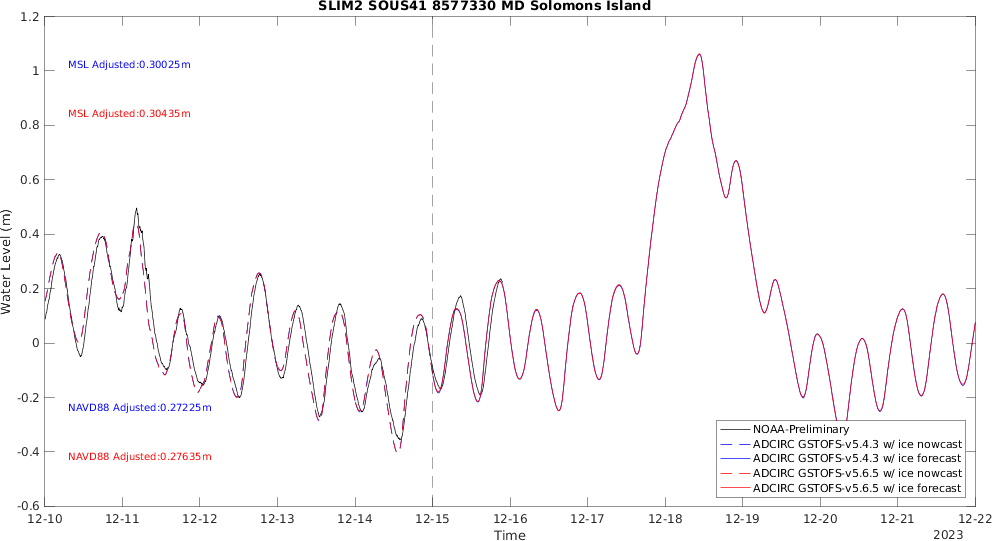 SLIM2 SOUS41 8577330 MD Solomons Island
1.2
1
0.8
0.6
0.4
0.2
0
-0.2
-0.4
-0.6
Water Level (m)
MSL Adjusted:0.30025m
MSL Adjusted:0.30435m
NAVD88 Adjusted:0.27225m
NAVD88 Adjusted:0.27635m
NOAA-Preliminary
ADCIRC GSTOFS-v5.4.3 w/ ice nowcast
ADCIRC GSTOFS-v5.4.3 w/ ice forecast
ADCIRC GSTOFS-v5.6.5 w/ ice nowcast
ADCIRC GSTOFS-v5.6.5 w/ ice forecast
12-10 12-11 12-12 12-13 12-14 12-15 12-16 12-17 12-18 12-19 12-20 12-21 12-22
Time
2023